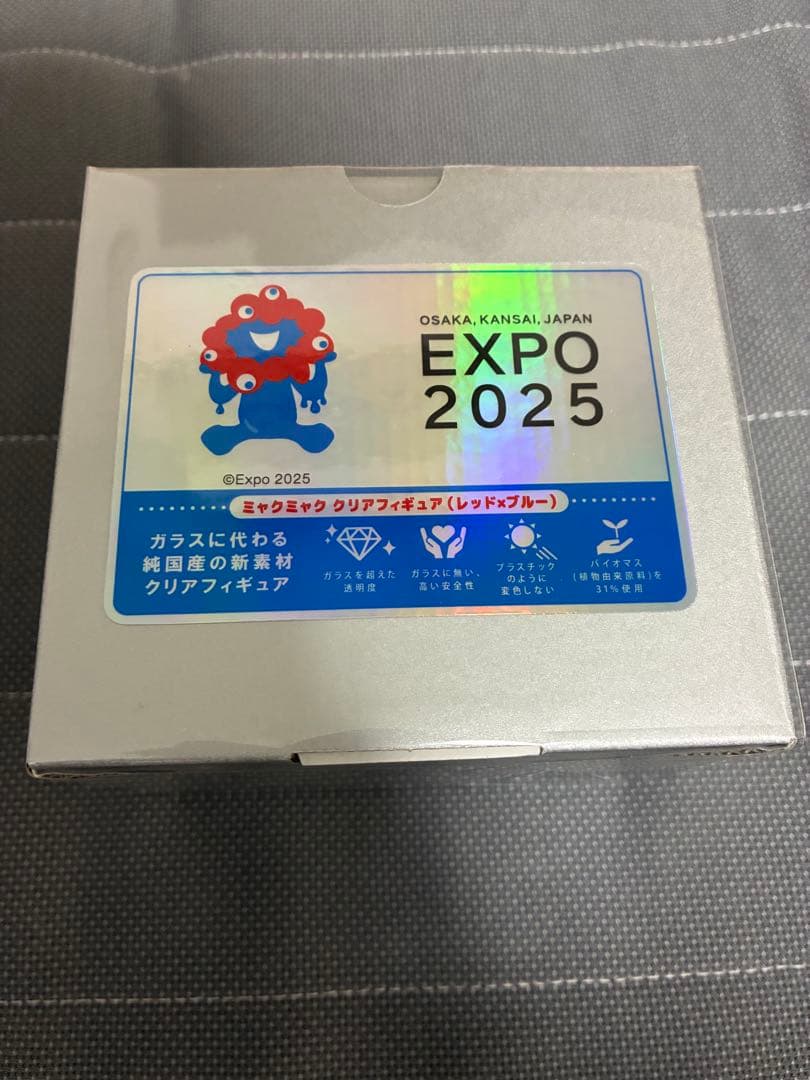 OSAKA, KANSAI, JAPAN
EXPO
2025
©Expo 2025
ミャクミャク クリアフィギュア(レッド×ブルー)
ガラスに代わる
純国産の新素材
クリアフィギュア
ガラスを超えた
透明度
ガラスに無い、
高い安全性
プラスチック
のように
変色しない
バイオマス
(植物由来原料)を
31%使用